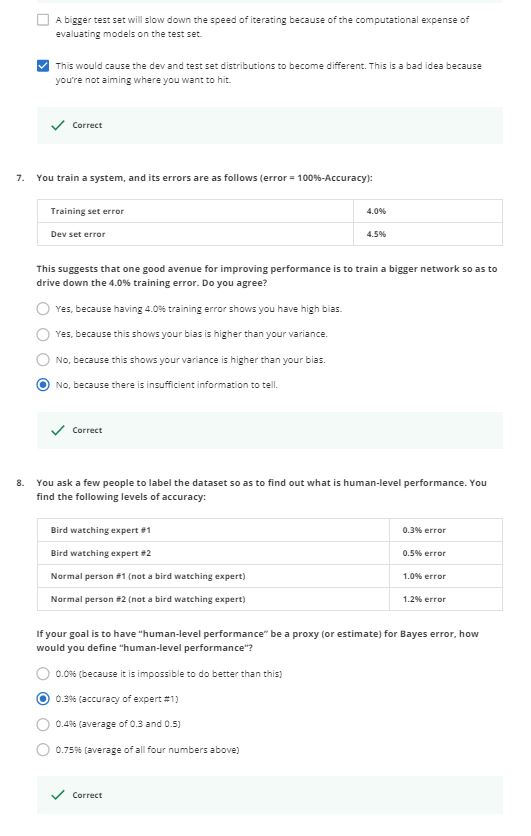 A bigger test set will slow down the speed of iterating because of the computational expense of
evaluating models on the test set.
This would cause the dev and test set distributions to become different. This is a bad idea because
you're not aiming where you want to hit.
Correct
7. You train a system, and its errors are as follows (error = 100%-Accuracy):
Training set error 4.0%
Dev set error 4.5%
This suggests that one good avenue for improving performance is to train a bigger network so as to
drive down the 4.0% training error. Do you agree?
Yes, because having 4.0% training error shows you have high bias.
Yes, because this shows your bias is higher than your variance.
No, because this shows your variance is higher than your bias.
No, because there is insufficient information to tell.
Correct
8. You ask a few people to label the dataset so as to find out what is human-level performance. You
find the following levels of accuracy:
Bird watching expert #1 0.3% error
Bird watching expert #2 0.5% error
Normal person #1 (not a bird watching expert) 1.0% error
Normal person #2 (not a bird watching expert) 1.2% error
If your goal is to have "human-level performance" be a proxy (or estimate) for Bayes error, how
would you define "human-level performance"?
0.0% (because it is impossible to do better than this)
0.3% (accuracy of expert #1)
0.4% (average of 0.3 and 0.5)
0.75% (average of all four numbers above)
Correct